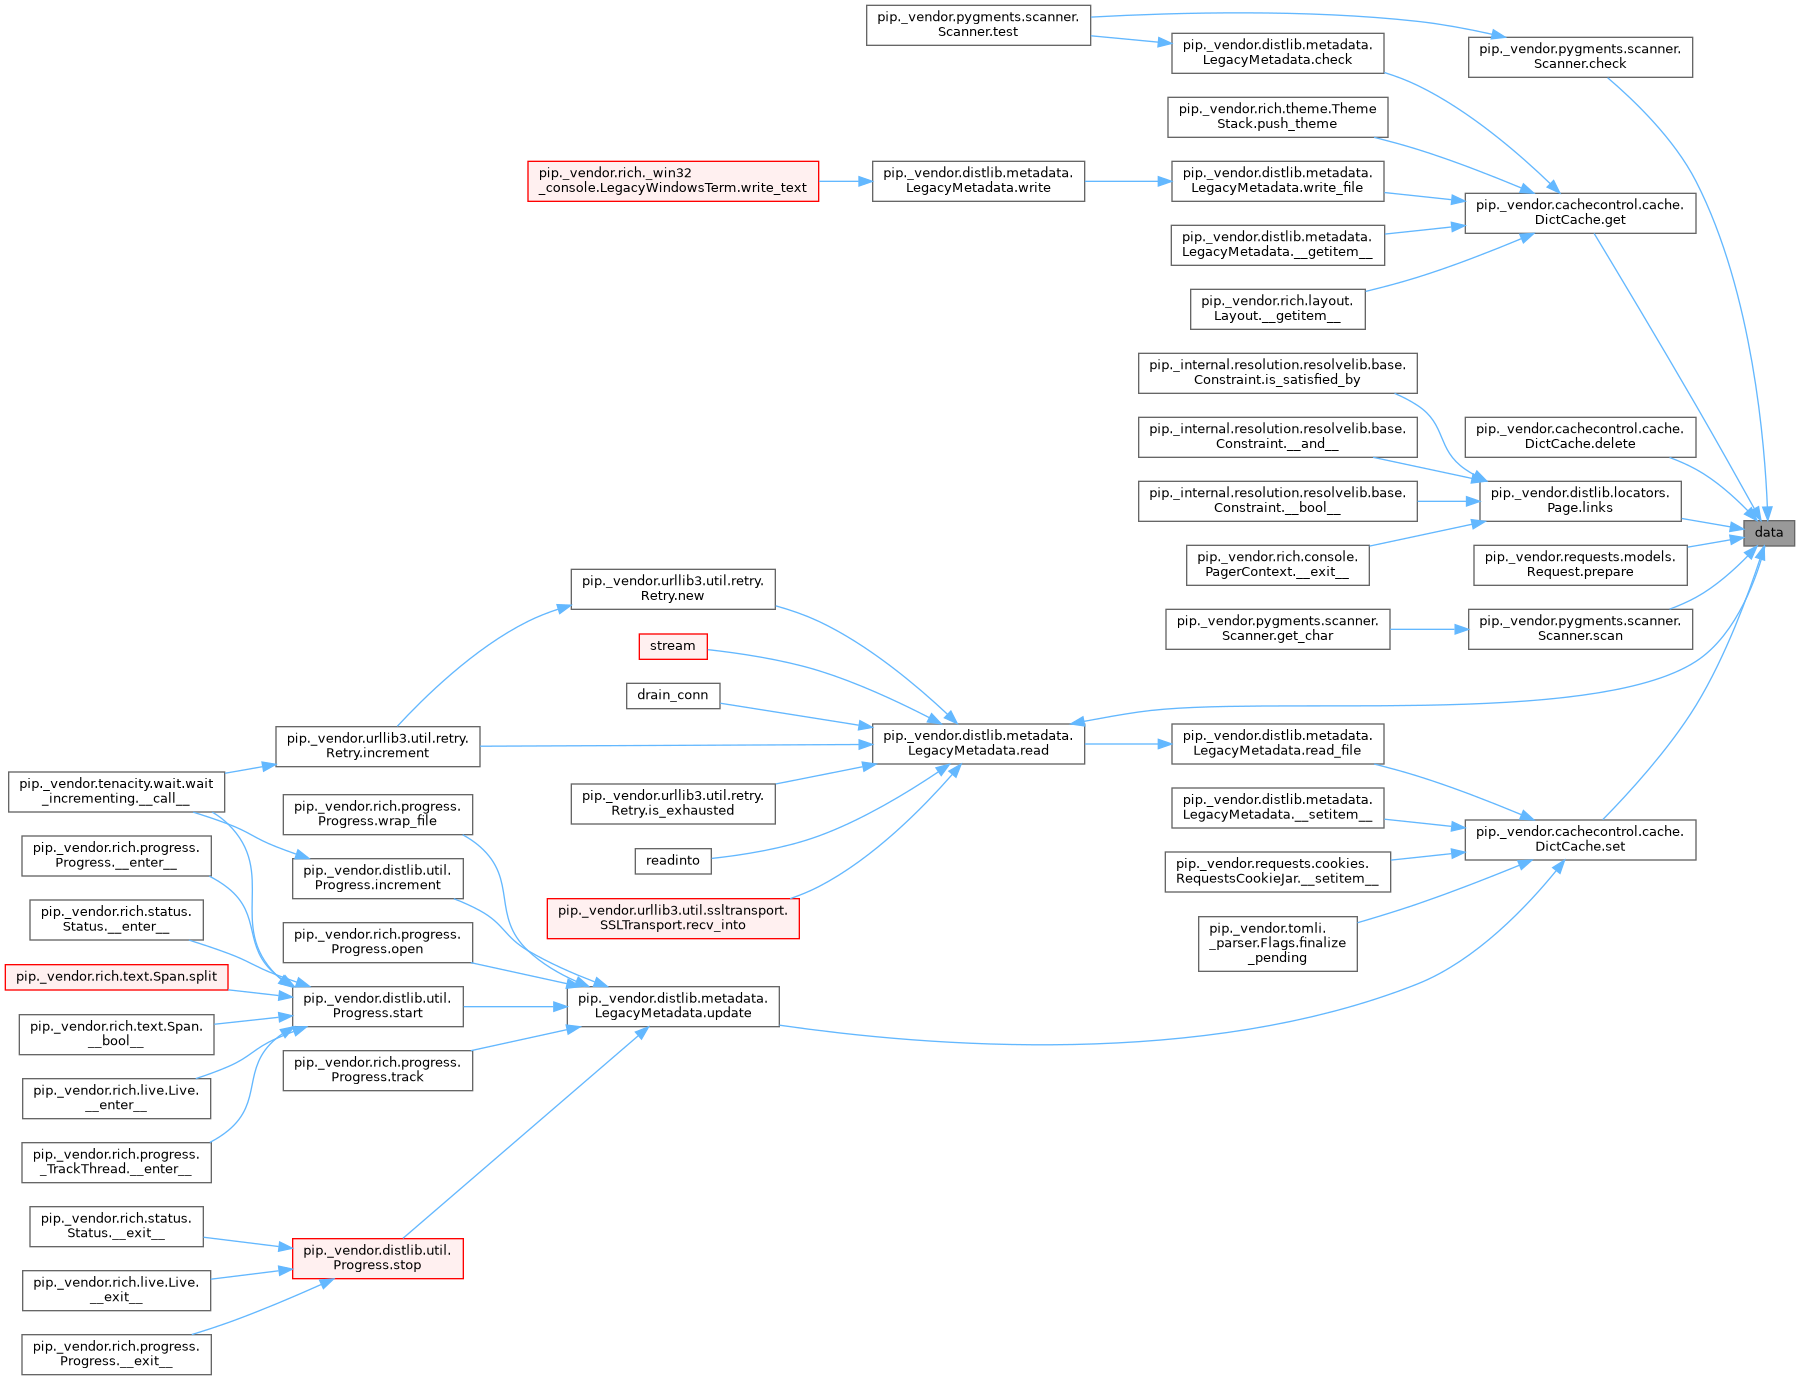 pip._vendor.pygments.scanner.
Scanner.test
pip._vendor.distlib.metadata.
LegacyMetadata.check
pip._vendor.pygments.scanner.
Scanner.check
pip._vendor.rich.theme.Theme
Stack.push_theme
pip._vendor.rich._win32
_console.LegacyWindowsTerm.write_text
pip._vendor.distlib.metadata.
LegacyMetadata.write
pip._vendor.distlib.metadata.
LegacyMetadata.write_file
pip._vendor.cachecontrol.cache.
DictCache.get
pip._vendor.distlib.metadata.
LegacyMetadata.__getitem__
pip._vendor.rich.layout.
Layout.__getitem__
pip._internal.resolution.resolvelib.base.
Constraint.is_satisfied_by
pip._internal.resolution.resolvelib.base.
Constraint.__and__
pip._vendor.cachecontrol.cache.
DictCache.delete
pip._internal.resolution.resolvelib.base.
Constraint.__bool__
pip._vendor.distlib.locators.
Page.links
data
pip._vendor.rich.console.
PagerContext.__exit__
pip._vendor.requests.models.
Request.prepare
pip._vendor.urllib3.util.retry.
Retry.new
pip._vendor.pygments.scanner.
Scanner.get_char
pip._vendor.pygments.scanner.
Scanner.scan
stream
drain_conn
pip._vendor.urllib3.util.retry.
Retry.increment
pip._vendor.distlib.metadata.
LegacyMetadata.read
pip._vendor.distlib.metadata.
LegacyMetadata.read_file
pip._vendor.tenacity.wait.wait
_incrementing.__call__
pip._vendor.urllib3.util.retry.
Retry.is_exhausted
pip._vendor.distlib.metadata.
LegacyMetadata.__setitem__
pip._vendor.rich.progress.
Progress.wrap_file
pip._vendor.cachecontrol.cache.
DictCache.set
pip._vendor.rich.progress.
Progress.__enter__
readinto
pip._vendor.requests.cookies.
RequestsCookieJar.__setitem__
pip._vendor.distlib.util.
Progress.increment
pip._vendor.rich.status.
Status.__enter__
pip._vendor.urllib3.util.ssltransport.
SSLTransport.recv_into
pip._vendor.tomli.
_parser.Flags.finalize
_pending
pip._vendor.rich.progress.
Progress.open
pip._vendor.rich.text.Span.split
pip._vendor.distlib.util.
Progress.start
pip._vendor.distlib.metadata.
LegacyMetadata.update
pip._vendor.rich.text.Span.
__bool__
pip._vendor.rich.progress.
Progress.track
pip._vendor.rich.live.Live.
__enter__
pip._vendor.rich.progress.
_TrackThread.__enter__
pip._vendor.rich.status.
Status.__exit__
pip._vendor.distlib.util.
Progress.stop
pip._vendor.rich.live.Live.
__exit__
pip._vendor.rich.progress.
Progress.__exit__